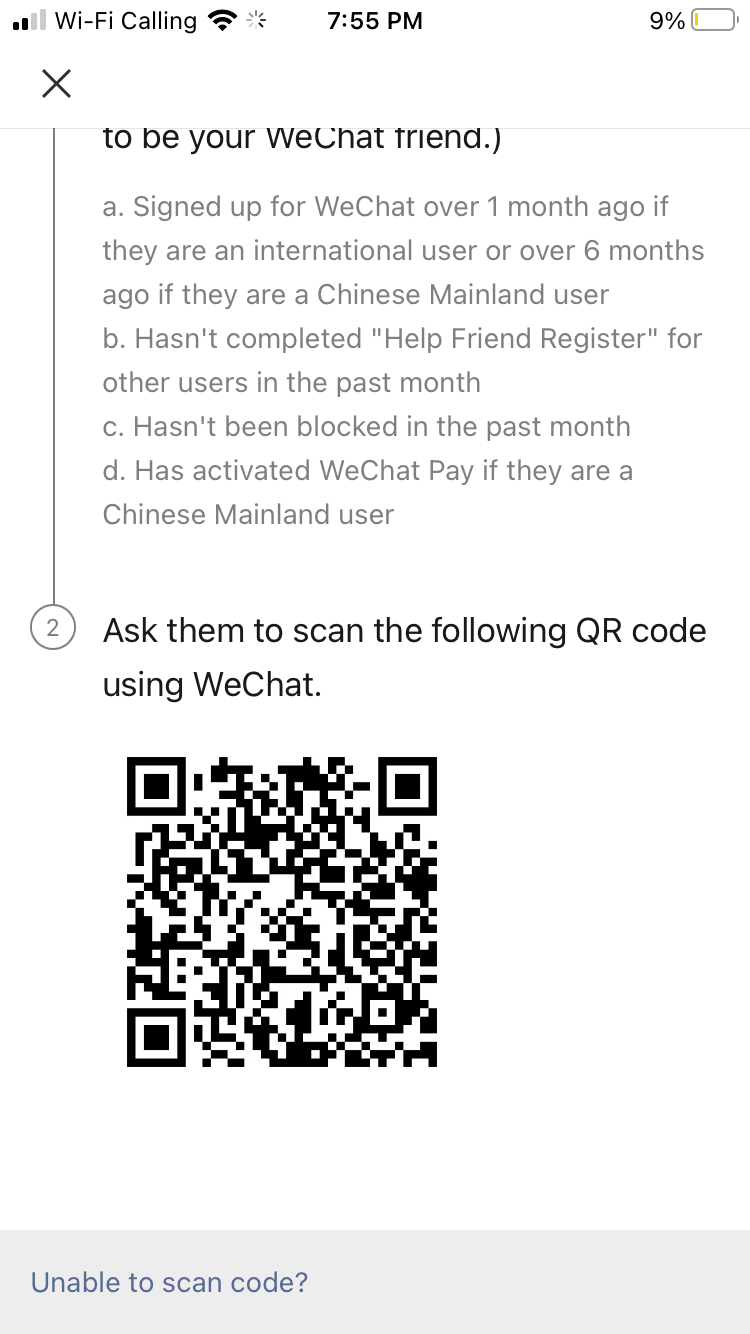 Wi-Fi Calling 7:55 PM 9%
to be your WeChat friend.)
a. Signed up for WeChat over 1 month ago if
they are an international user or over 6 months
ago if they are a Chinese Mainland user
b. Hasn't completed "Help Friend Register" for
other users in the past month
c. Hasn't been blocked in the past month
d. Has activated WeChat Pay if they are a
Chinese Mainland user
2 Ask them to scan the following QR code
using WeChat.
Unable to scan code?